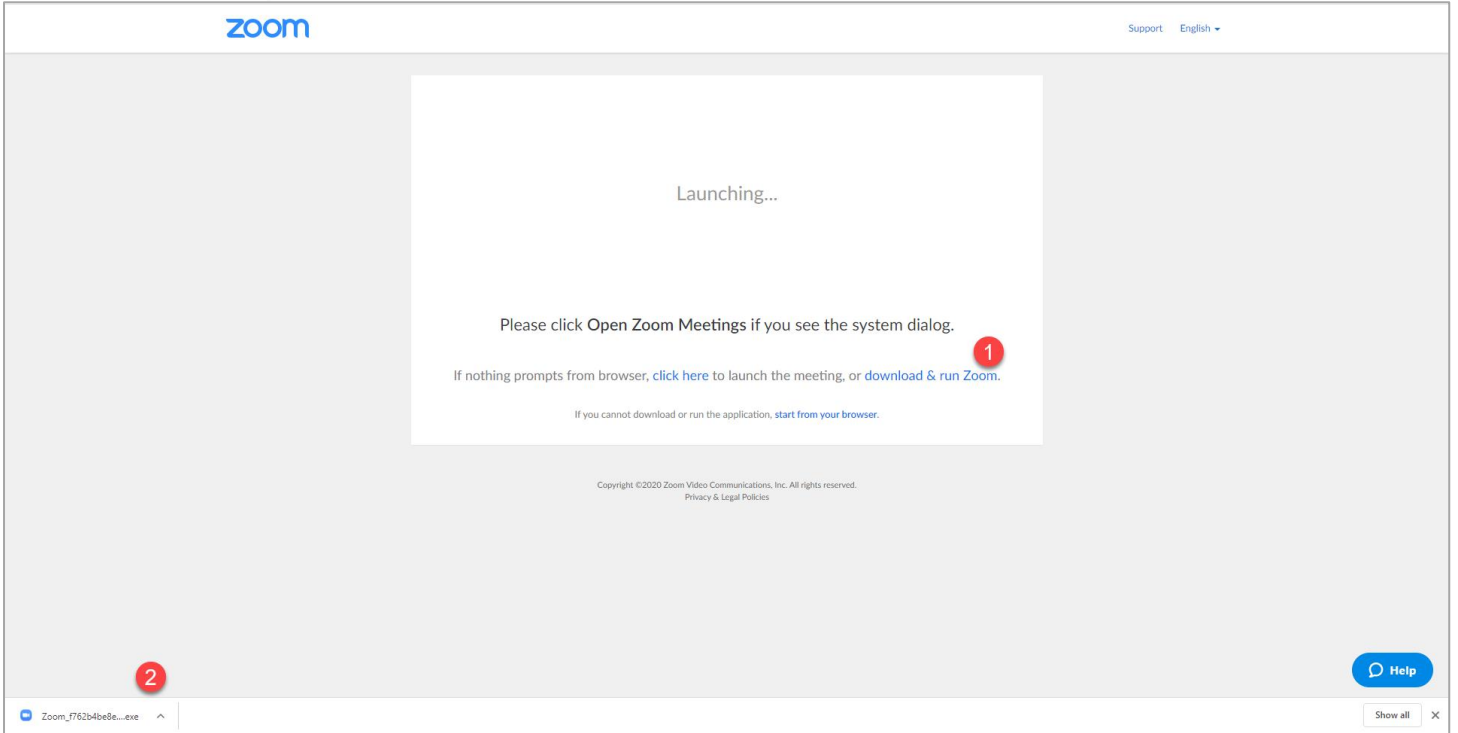 zoom
Support English
Launching...
Please click Open Zoom Meetings if you see the system dialog.
1
If nothing prompts from browser, click here to launch the meeting, or download & run Zoom.
If you cannot download or run the application, start from your browser.
Copyright ©2020 Zoom Video Communications, Inc. All rights reserved.
Privacy & Legal Policies
Help
2
Zoom_f762b4be8e....exe
Show all